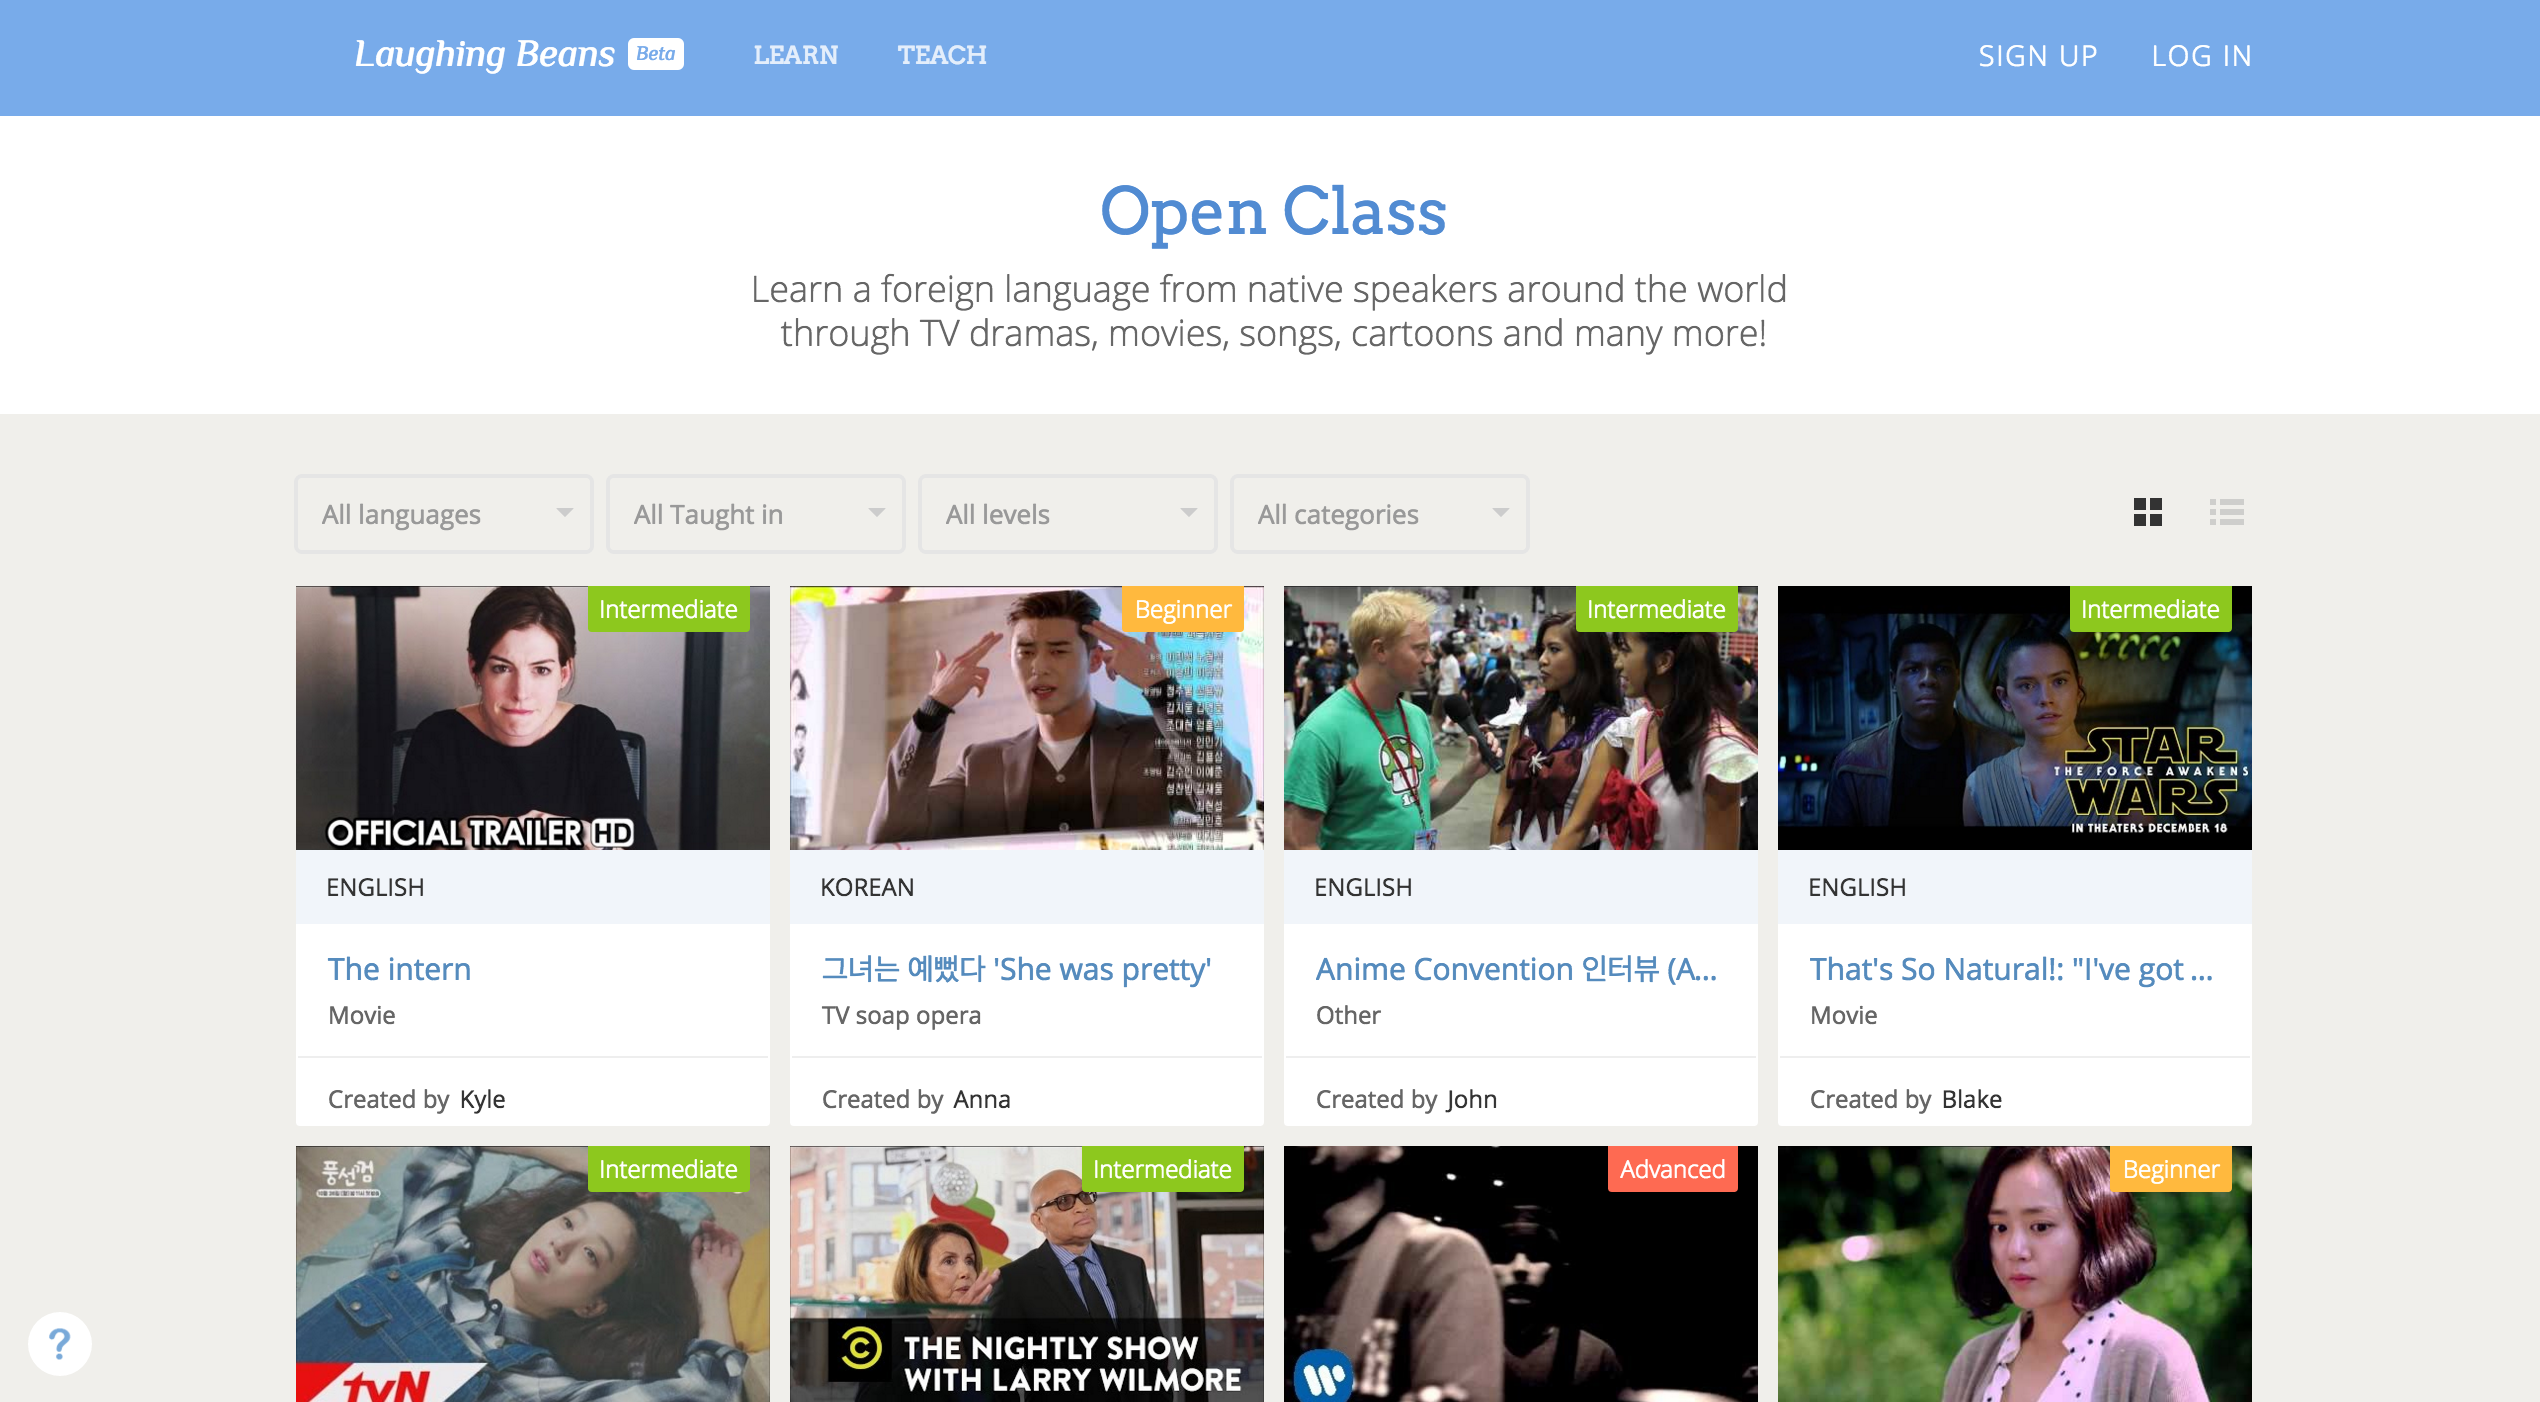 Laughing Beans Beta LEARN TEACH SIGN UP LOG IN
Open Class
Learn a foreign language from native speakers around the world
through TV dramas, movies, songs, cartoons and many more!
All languages All Taught in All levels All categories
Intermediate
OFFICIAL TRAILER HD
ENGLISH
The intern
Movie
Created by Kyle
Beginner
KOREAN
그녀는 예뻤다 'She was pretty'
TV soap opera
Created by Anna
Intermediate
ENGLISH
Anime Convention 인터뷰 (A...
Other
Created by John
Intermediate
STAR
THE FORCE AWAKENS
WARS
IN THEATERS DECEMBER 18
ENGLISH
That's So Natural!: "I've got ...
Movie
Created by Blake
풍선껌
Intermediate
tvN
Intermediate
THE NIGHTLY SHOW
WITH LARRY WILMORE
Advanced
Beginner
?